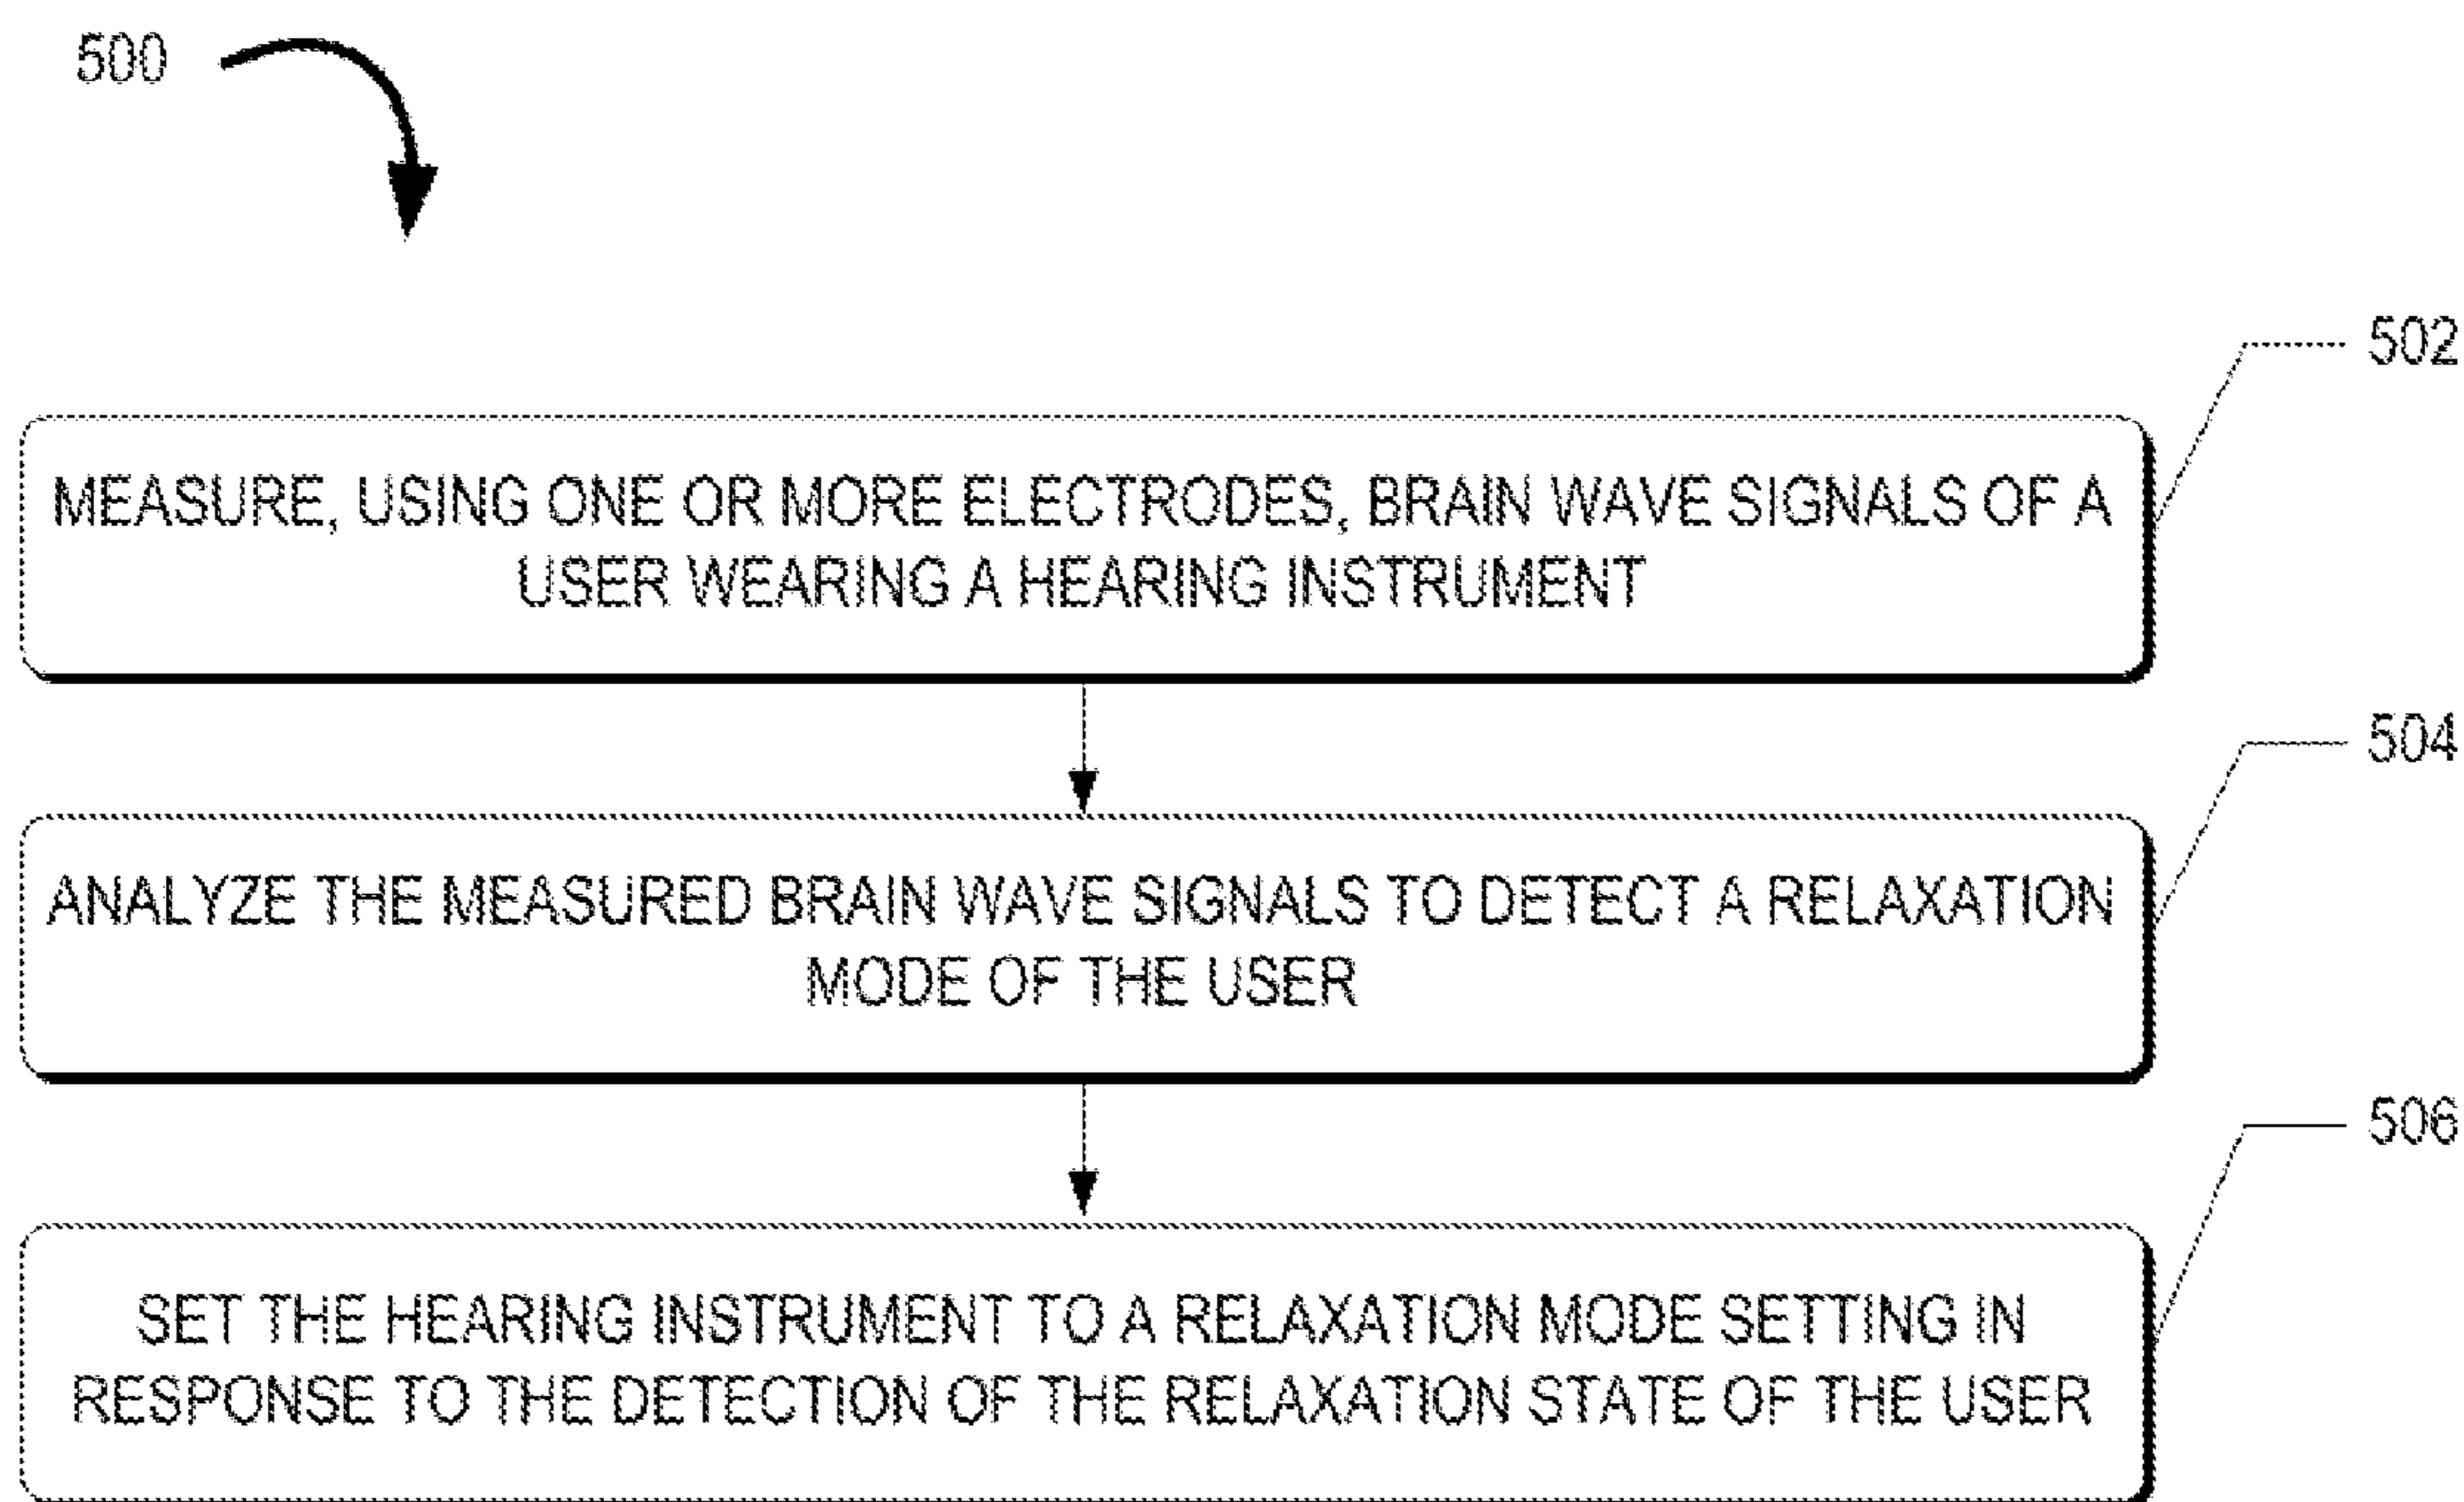 500
502
MEASURE, USING ONE OR MORE ELECTRODES, BRAIN WAVE SIGNALS OF A
USER WEARING A HEARING INSTRUMENT
504
ANALYZE THE MEASURED BRAIN WAVE SIGNALS TO DETECT A RELAXATION
MODE OF THE USER
506
SET THE HEARING INSTRUMENT TO A RELAXATION MODE SETTING IN
RESPONSE TO THE DETECTION OF THE RELAXATION STATE OF THE USER